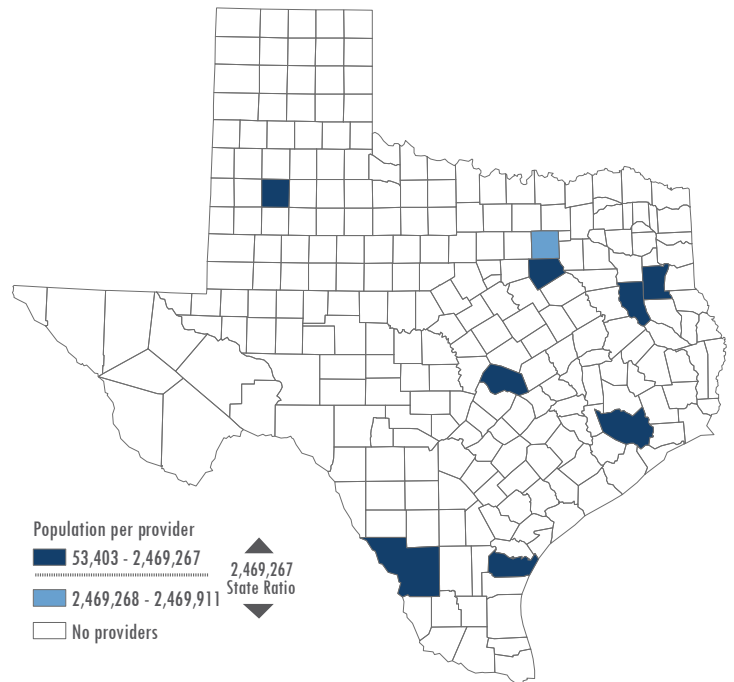 Population per provider
53,403 - 2,469,267
2,469,267
State Ratio
2,469,268 - 2,469,911
No providers